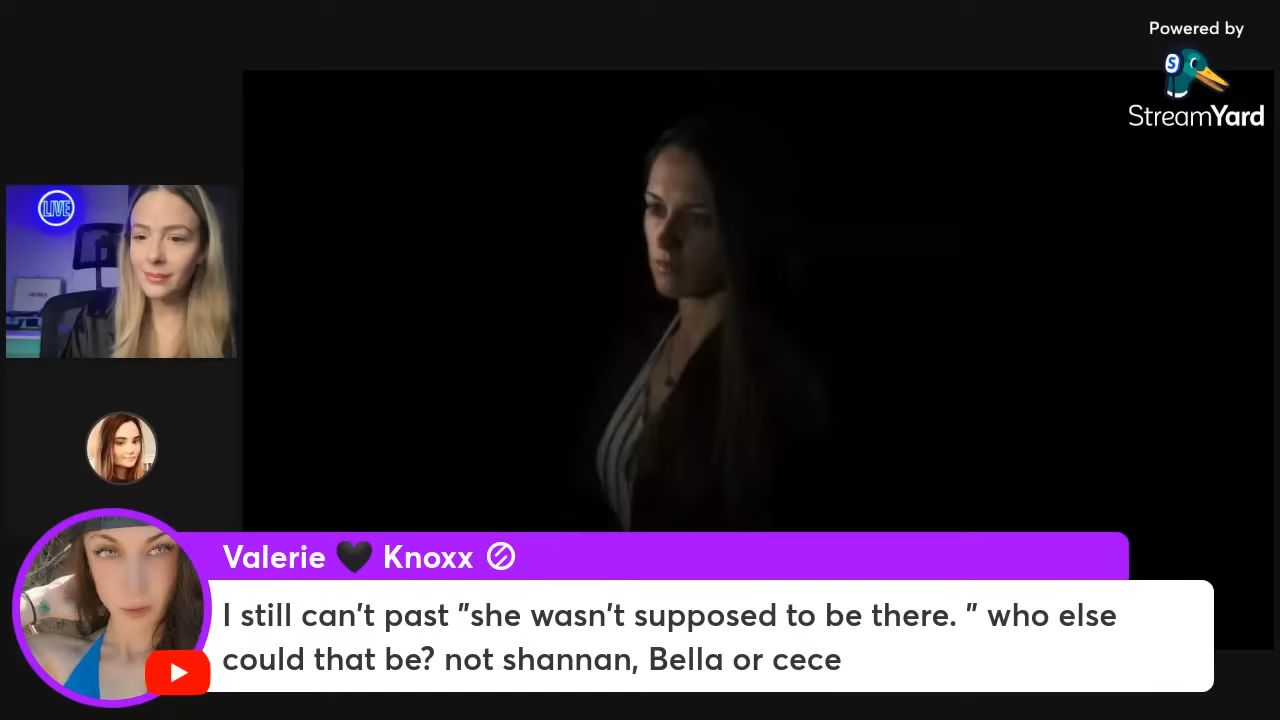 Powered by
StreamYard
LIVE
Valerie 🖤 Knoxx
I still can't past "she wasn't supposed to be there. " who else
could that be? not shannan, Bella or cece